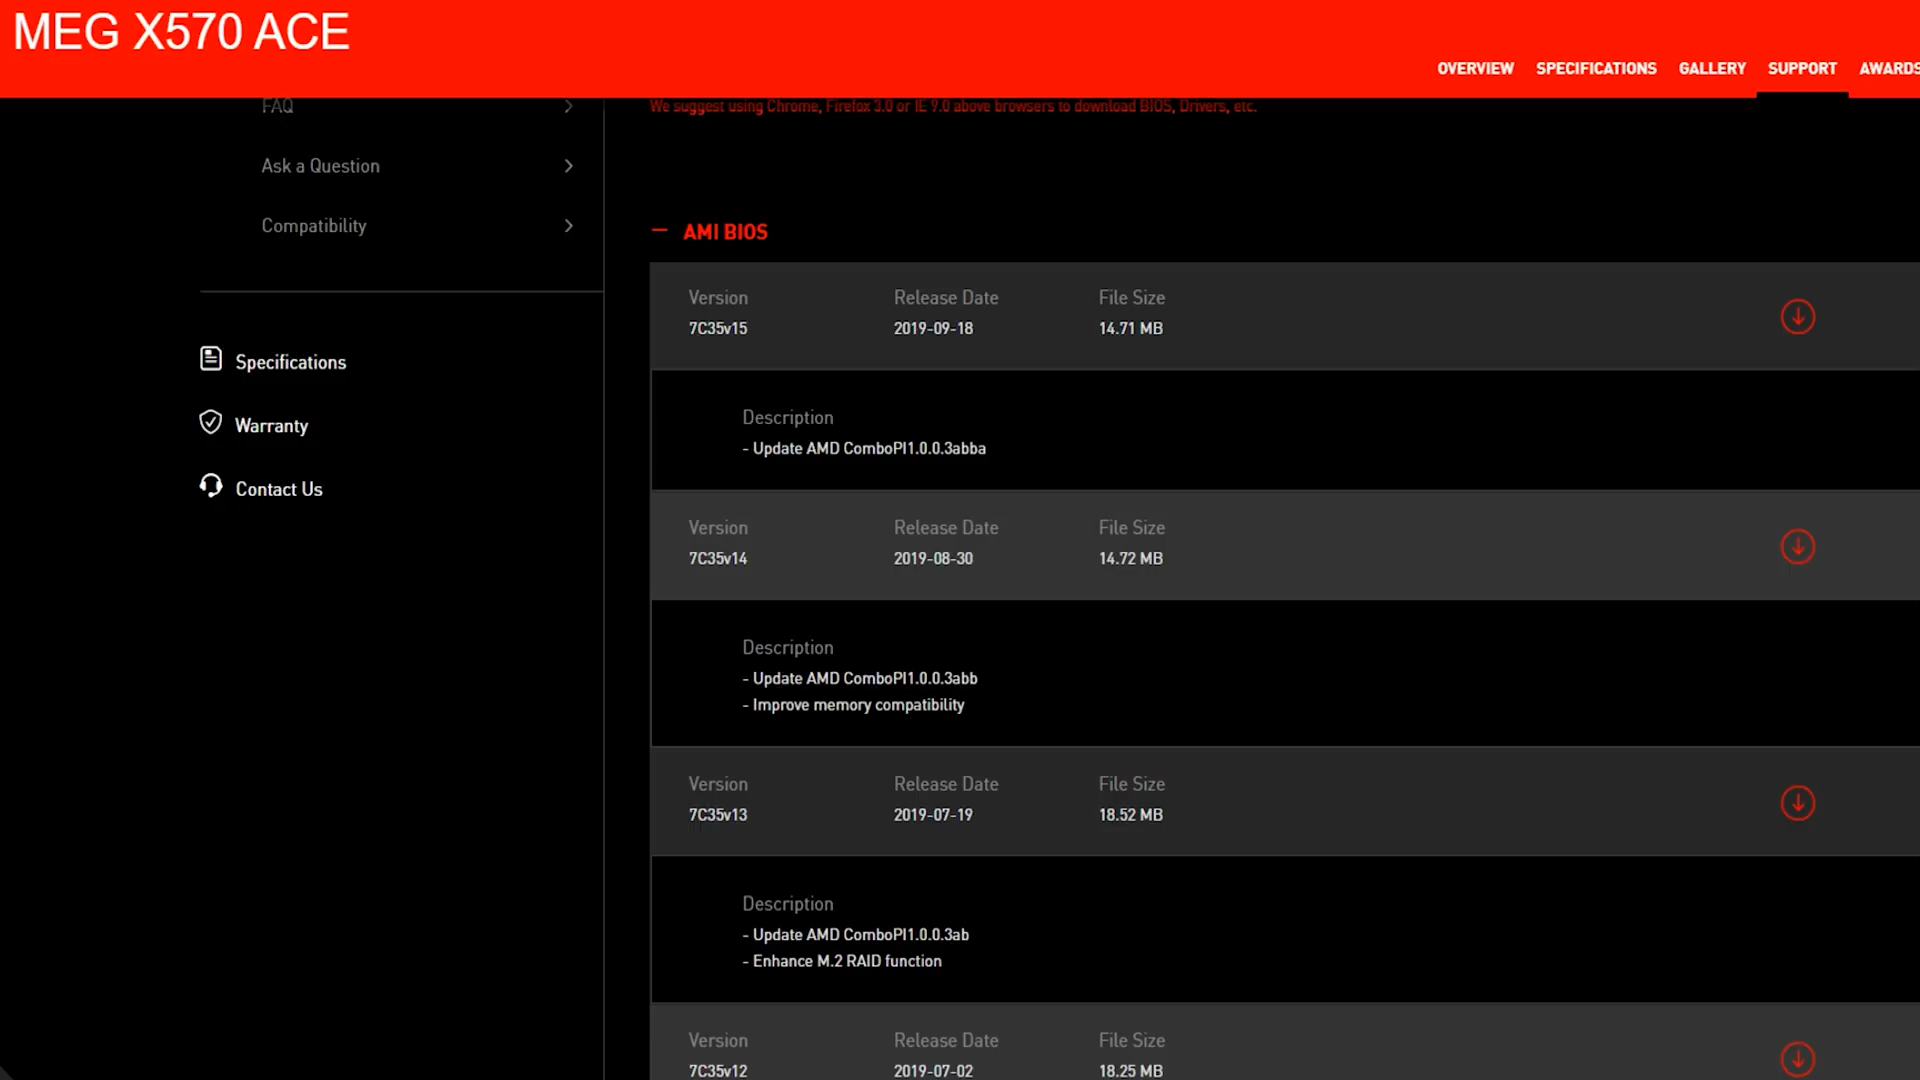 MEG X570 ACE
OVERVIEW SPECIFICATIONS GALLERY SUPPORT AWARDS
FAQ
Ask a Question
Compatibility
Specifications
Warranty
Contact Us
We suggest using Chrome, Firefox 3.0 or IE 9.0 above browsers to download BIOS, Drivers, etc.
AMI BIOS
Version Release Date File Size
7C35v15 2019-09-18 14.71 MB
Description
- Update AMD ComboPI1.0.0.3abba
Version Release Date File Size
7C35v14 2019-08-30 14.72 MB
Description
- Update AMD ComboPI1.0.0.3abb
- Improve memory compatibility
Version Release Date File Size
7C35v13 2019-07-19 18.52 MB
Description
- Update AMD ComboPI1.0.0.3ab
- Enhance M.2 RAID function
Version Release Date File Size
7C35v12 2019-07-02 18.25 MB